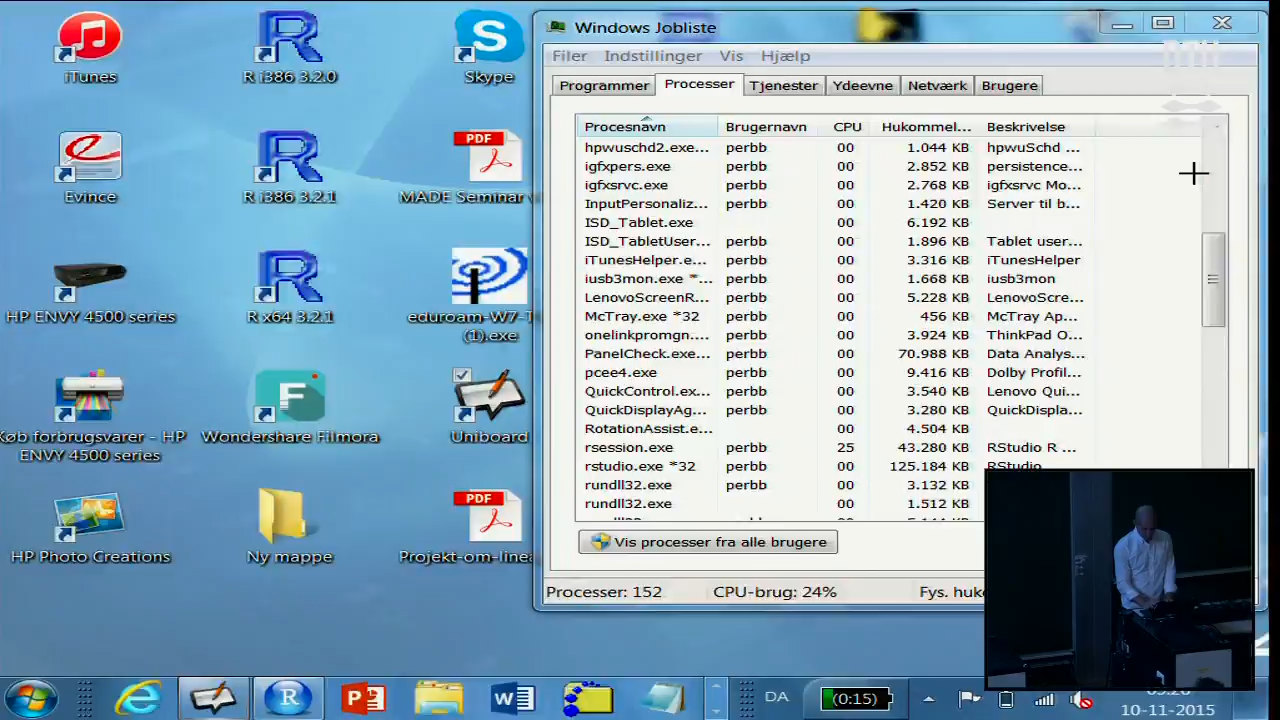 iTunes
R i386 3.2.0
Skype
Evince
R i386 3.2.1
PDF
MADE Seminar
HP ENVY 4500 series
R x64 3.2.1
eduroam-W7-
(1).exe
Køb forbrugsvarer - HP
ENVY 4500 series
Wondershare Filmora
Uniboard
HP Photo Creations
Ny mappe
PDF
Projekt-om-linea
Windows Jobliste
Filer Indstillinger Vis Hjælp
Programmer Processer Tjenester Ydeevne Netværk Brugere
Procesnavn Brugernavn CPU Hukommel... Beskrivelse
hpwuschd2.exe... perbb 00 1.044 KB hpwuSchd ...
igfxpers.exe perbb 00 2.852 KB persistence...
igfxsrvc.exe perbb 00 2.768 KB igfxsrvc Mo...
InputPersonaliz... perbb 00 1.420 KB Server til b...
ISD_Tablet.exe 00 6.192 KB
ISD_TabletUser... perbb 00 1.896 KB Tablet user...
iTunesHelper.e... perbb 00 3.316 KB iTunesHelper
iusb3mon.exe *... perbb 00 1.668 KB iusb3mon
LenovoScreenR... perbb 00 5.228 KB LenovoScre...
McTray.exe *32 perbb 00 456 KB McTray Ap...
onelinkpromgn... perbb 00 3.924 KB ThinkPad O...
PanelCheck.exe... perbb 00 70.988 KB Data Analys...
pcee4.exe perbb 00 9.416 KB Dolby Profil...
QuickControl.ex... perbb 00 3.540 KB Lenovo Qui...
QuickDisplayAg... perbb 00 3.280 KB QuickDispla...
RotationAssist.e... 00 4.504 KB
rsession.exe perbb 25 43.280 KB RStudio R ...
rstudio.exe *32 perbb 00 125.184 KB RStudio
rundll32.exe perbb 00 3.132 KB
rundll32.exe 00 1.512 KB
Vis processer fra alle brugere
Processer: 152 CPU-brug: 24% Fys. huk
DA
(0:15)
10-11-2015